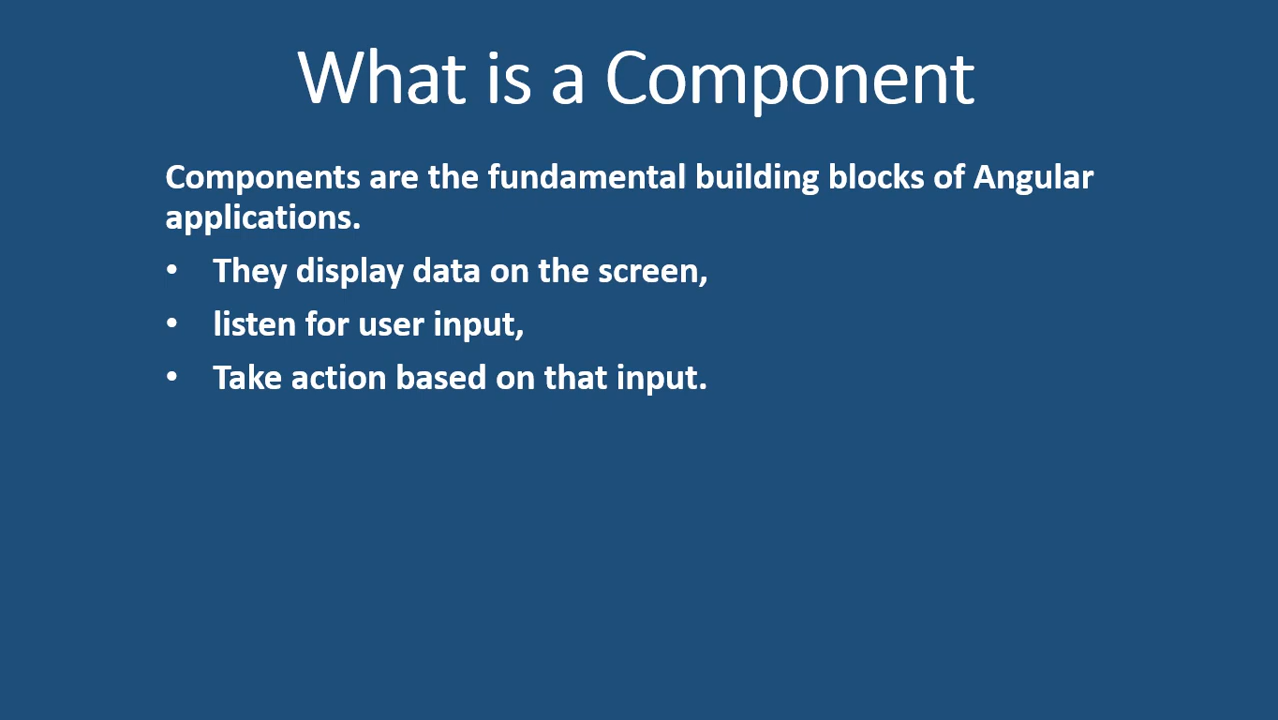 What is a Component
Components are the fundamental building blocks of Angular
applications.
• They display data on the screen,
• listen for user input,
• Take action based on that input.